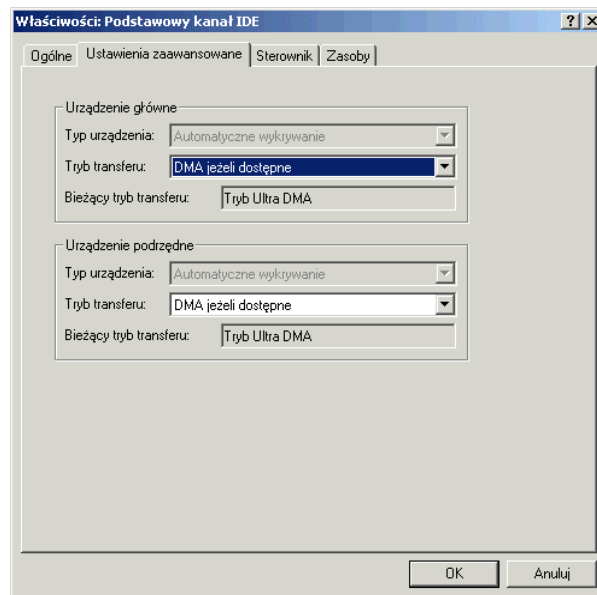 Właściwości: Podstawowy kanał IDE
Ogólne Ustawienia zaawansowane Sterownik Zasoby
Urządzenie główne
Typ urządzenia: Automatyczne wykrywanie
Tryb transferu: DMA jeżeli dostępne
Bieżący tryb transferu: Tryb Ultra DMA
Urządzenie podrzędne
Typ urządzenia: Automatyczne wykrywanie
Tryb transferu: DMA jeżeli dostępne
Bieżący tryb transferu: Tryb Ultra DMA
OK Anuluj